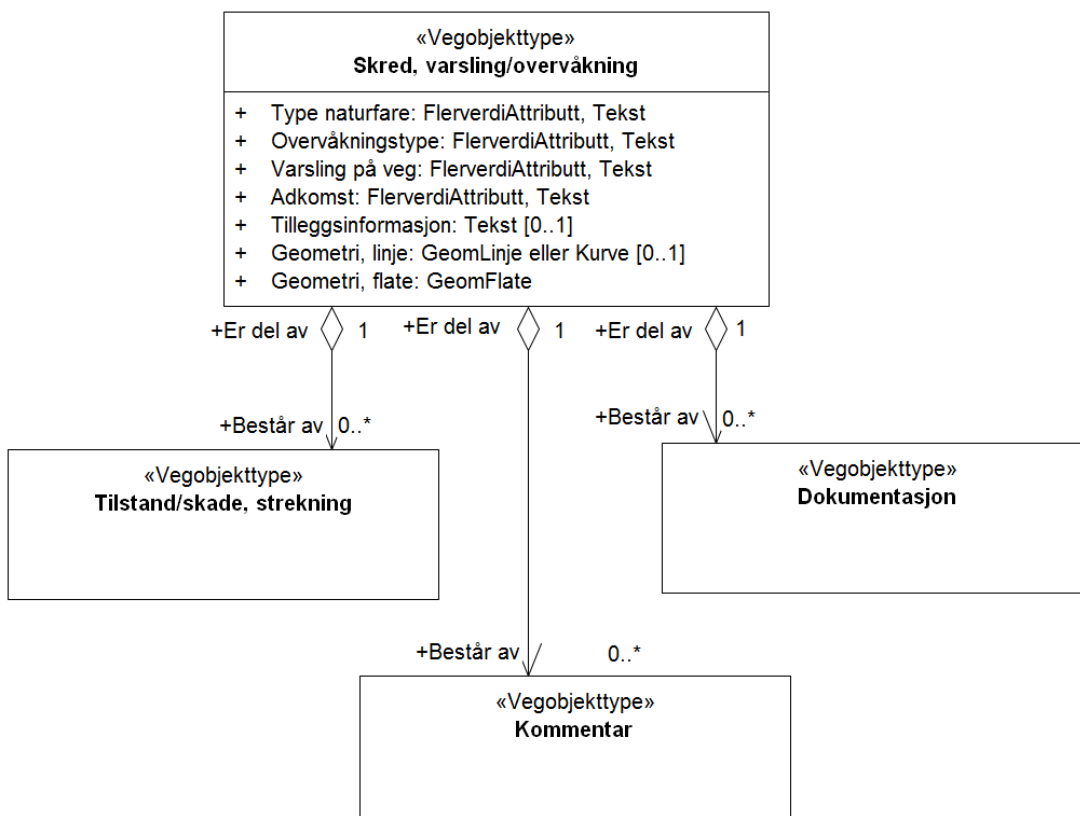 «Vegobjekttype»
Skred, varsling/overvåkning
+ Type naturfare: FlerverdiAttributt, Tekst
+ Overvåkningstype: FlerverdiAttributt, Tekst
+ Varsling på veg: FlerverdiAttributt, Tekst
+ Adkomst: FlerverdiAttributt, Tekst
+ Tilleggsinformasjon: Tekst [0..1]
+ Geometri, linje: GeomLinje eller Kurve [0..1]
+ Geometri, flate: GeomFlate
+Er del av 1 +Er del av 1 +Er del av 1
+Består av 0..* +Består av 0..*
«Vegobjekttype»
Tilstand/skade, strekning
«Vegobjekttype»
Dokumentasjon
+Består av 0..*
«Vegobjekttype»
Kommentar